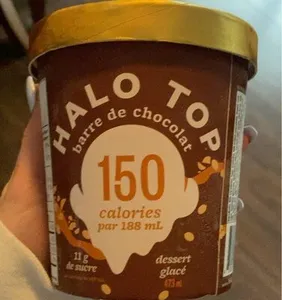 HALO TOP
barre de chocolat
150
calories
par 188 mL
11 g
de sucre
dessert
glacé
473 mL